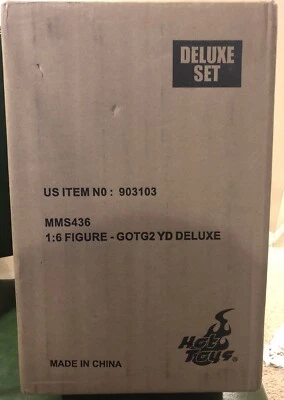 DELUXE
SET
US ITEM N0 : 903103
MMS436
1:6 FIGURE - GOTG2 YD DELUXE
Hot
Toys®
MADE IN CHINA